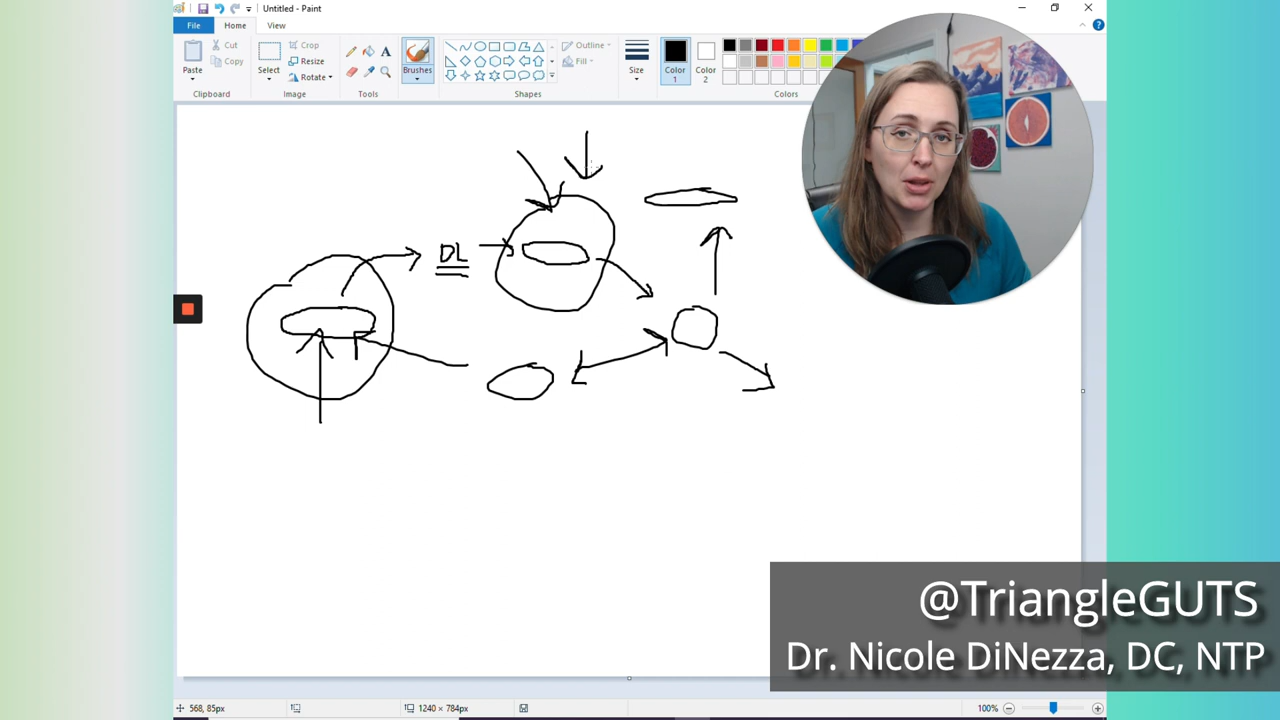 Untitled - Paint
File
Home
View
Paste
Cut
Copy
Clipboard
Select
Crop
Resize
Rotate
Image
A
Tools
Brushes
Shapes
Outline
Fill
Size
Color
1
Color
2
Colors
DL
@TriangleGUTS
Dr. Nicole DiNezza, DC, NTP
568, 85px
1240 × 784px
100%